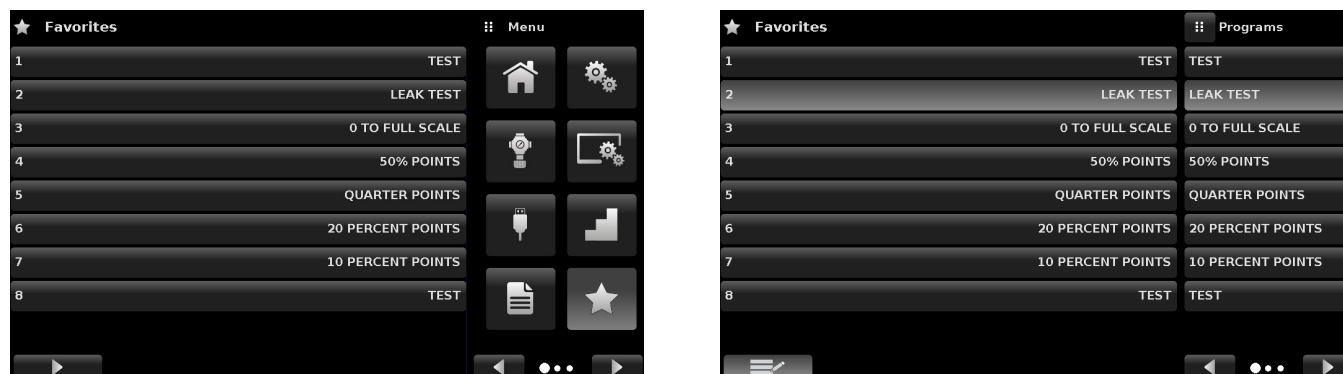 Favorites
Menu
1 TEST
2 LEAK TEST
3 0 TO FULL SCALE
4 50% POINTS
5 QUARTER POINTS
6 20 PERCENT POINTS
7 10 PERCENT POINTS
8 TEST
Favorites
Programs
1 TEST
2 LEAK TEST
3 0 TO FULL SCALE
4 50% POINTS
5 QUARTER POINTS
6 20 PERCENT POINTS
7 10 PERCENT POINTS
8 TEST
TEST
LEAK TEST
0 TO FULL SCALE
50% POINTS
QUARTER POINTS
20 PERCENT POINTS
10 PERCENT POINTS
TEST